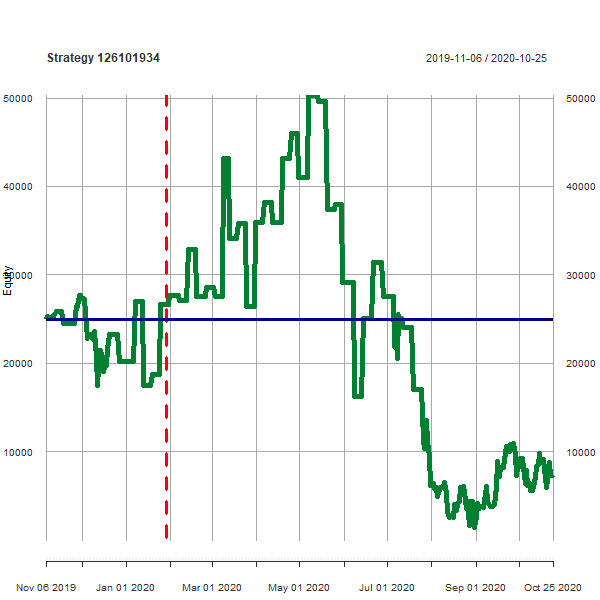 Strategy 126101934
2019-11-06 / 2020-10-25
50000
50000
40000
40000
30000
30000
Equity
20000
20000
10000
10000
Nov 06 2019
Jan 01 2020
Mar 01 2020
May 01 2020
Jul 01 2020
Sep 01 2020
Oct 25 2020